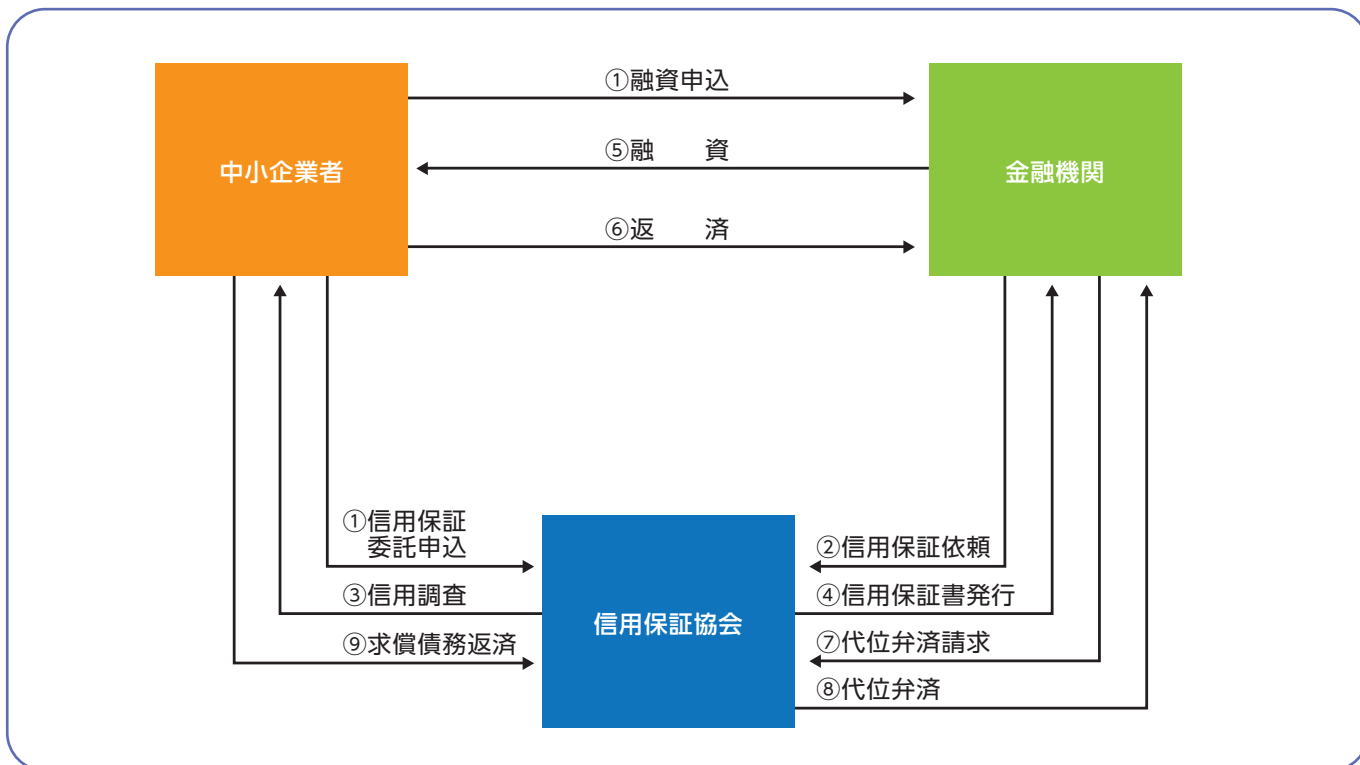 ①融資申込
⑤融　　資
⑥返　　済
中小企業者
金融機関
①信用保証
委託申込
③信用調査
⑨求償債務返済
信用保証協会
②信用保証依頼
④信用保証書発行
⑦代位弁済請求
⑧代位弁済